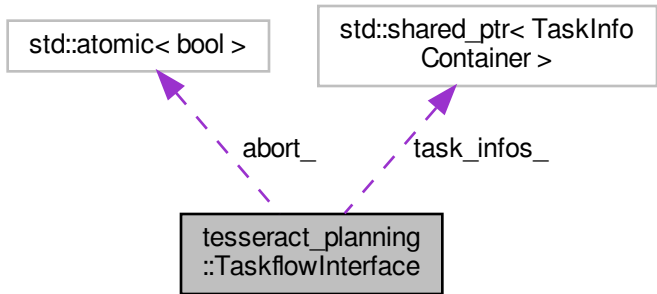 std::atomic< bool >
std::shared_ptr< TaskInfo
Container >
abort_
task_infos_
tesseract_planning
::TaskflowInterface